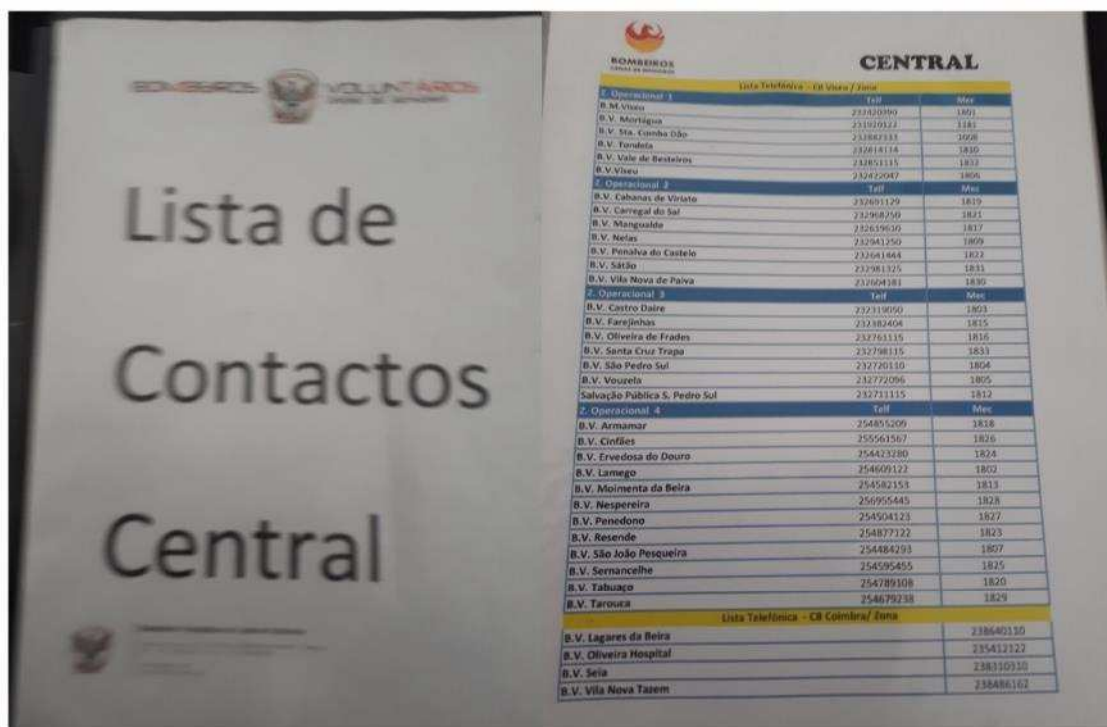 BOMBEIROS VOLUNTÁRIOS
Lista de
Contactos
Central
BOMBEIROS
CENTRAL
Lista Telefónica - CB Viseu / Zona
Z. Operacional 1 Telf Mec
B.M.Viseu 232420390 1801
B.V. Mortágua 231920122 1181
B.V. Sta. Comba Dão
B.V. Tondela 232814114 1810
B.V. Vale de Besteiros 232851115 1832
B.V.Viseu 232422047 1806
Z. Operacional 2 Telf Mec
B.V. Cabanas de Viriato 232691129 1819
B.V. Carregal do Sal 232968250 1821
B.V. Mangualde 232619610 1817
B.V. Nelas 232941250 1809
B.V. Penalva do Castelo 232641444 1822
B.V. Sátão 232981325 1831
B.V. Vila Nova de Paiva 232604181 1830
Z. Operacional 3 Telf Mec
B.V. Castro Daire 232319050 1803
B.V. Farejinhas 232382404 1815
B.V. Oliveira de Frades 232761115 1816
B.V. Santa Cruz Trapa 232798115 1833
B.V. São Pedro Sul 232720110 1804
B.V. Vouzela 232772096 1805
Salvação Pública S. Pedro Sul 232711115 1812
Z. Operacional 4 Telf Mec
B.V. Armamar 254855209 1818
B.V. Cinfães 255561567 1826
B.V. Ervedosa do Douro 254423280 1824
B.V. Lamego 254609122 1802
B.V. Moimenta da Beira 254582153 1813
B.V. Nespereira 256955445 1828
B.V. Penedono 254504123 1827
B.V. Resende 254877122 1823
B.V. São João Pesqueira 254484293 1807
B.V. Sernancelhe 254595455 1825
B.V. Tabuaço 254789108 1820
B.V. Tarouca 254679238 1829
Lista Telefónica - CB Coimbra/ Zona
B.V. Lagares da Beira 238640110
B.V. Oliveira Hospital 235412122
B.V. Seia 238310310
B.V. Vila Nova Tazem 238486162